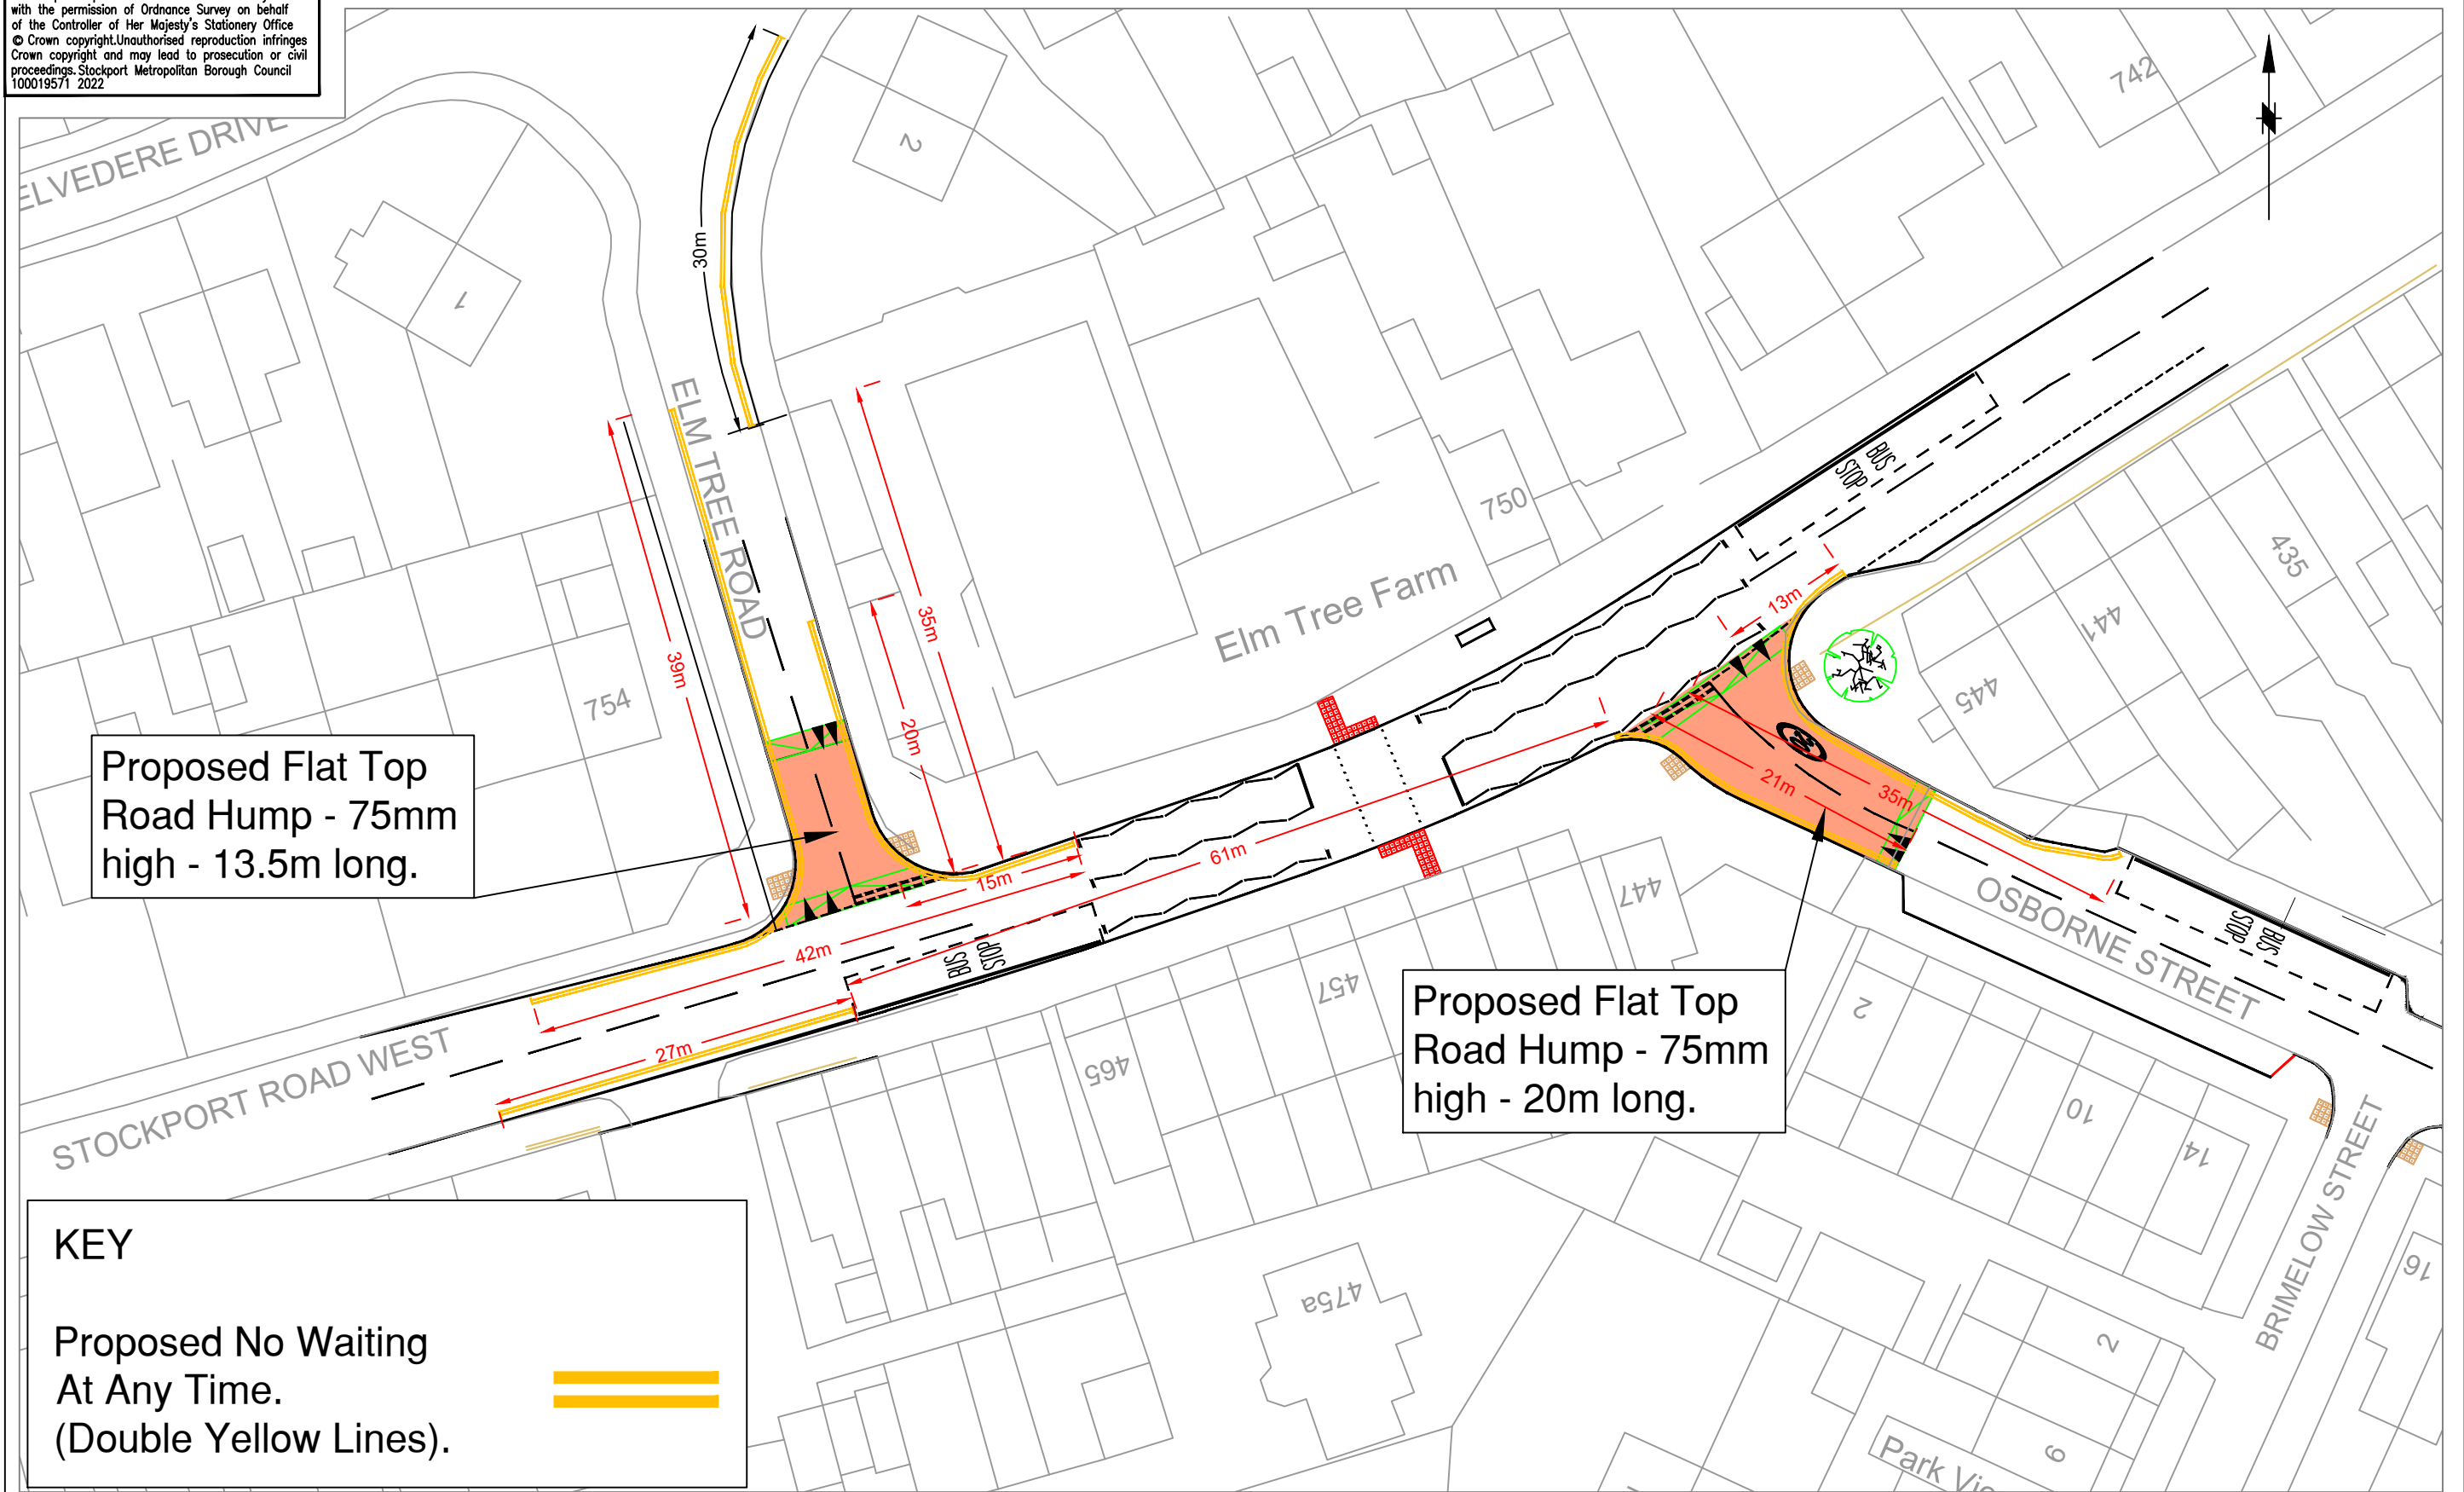 with the permission of Ordnance Survey on behalf
of the Controller of Her Majesty's Stationery Office
© Crown copyright.Unauthorised reproduction infringes
Crown copyright and may lead to prosecution or civil
proceedings.Stockport Metropolitan Borough Council
100019571 2022
ELVEDERE DRIVE
1
2
742
30m
ELM TREE ROAD
39m
35m
20m
754
750
Elm Tree Farm
BUS
STOP
13m
435
441
445
20
21m
35m
Proposed Flat Top
Road Hump - 75mm
high - 13.5m long.
15m
61m
42m
27m
BUS
STOP
STOCKPORT ROAD WEST
447
457
465
475a
OSBORNE STREET
BUS
STOP
Proposed Flat Top
Road Hump - 75mm
high - 20m long.
2
10
14
16
BRIMELOW STREET
2
Park Vie
KEY
Proposed No Waiting
At Any Time.
(Double Yellow Lines).